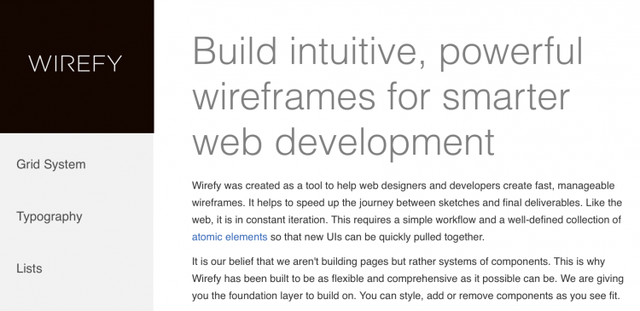 WIREFY
Grid System
Typography
Lists
Build intuitive, powerful
wireframes for smarter
web development
Wirefy was created as a tool to help web designers and developers create fast, manageable
wireframes. It helps to speed up the journey between sketches and final deliverables. Like the
web, it is in constant iteration. This requires a simple workflow and a well-defined collection of
atomic elements so that new UIs can be quickly pulled together.
It is our belief that we aren't building pages but rather systems of components. This is why
Wirefy has been built to be as flexible and comprehensive as it possible can be. We are giving
you the foundation layer to build on. You can style, add or remove components as you see fit.